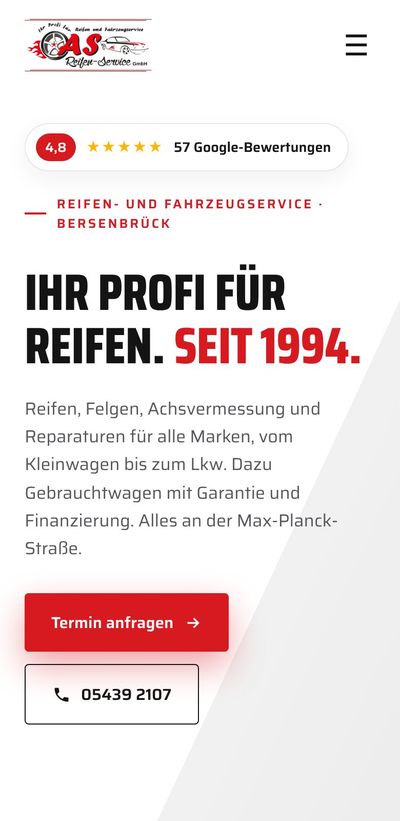 Ihr Profi für Reifen und Fahrzeugservice
OAS
Reifen-Service GmbH
4,8 ★★★★★ 57 Google-Bewertungen
REIFEN- UND FAHRZEUGSERVICE ·
BERSENBRÜCK
IHR PROFI FÜR
REIFEN. SEIT 1994.
Reifen, Felgen, Achsvermessung und
Reparaturen für alle Marken, vom
Kleinwagen bis zum Lkw. Dazu
Gebrauchtwagen mit Garantie und
Finanzierung. Alles an der Max-Planck-
Straße.
Termin anfragen →
05439 2107